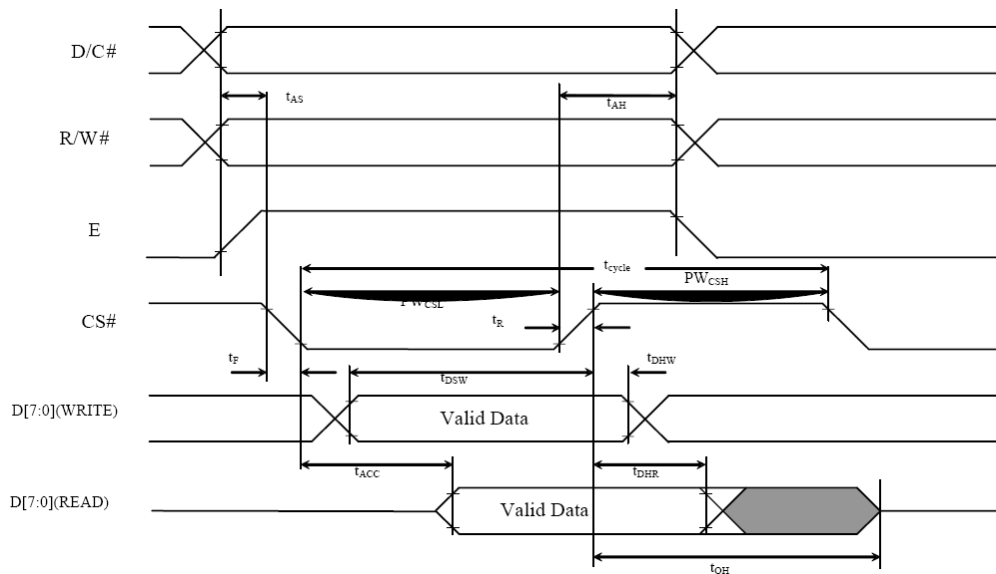 D/C#
tAS
tAH
R/W#
E
tcycle
PWCSL
PWCSH
CS#
tR
tF
tDSW
tDHW
D[7:0](WRITE)
Valid Data
tACC
tDHR
D[7:0](READ)
Valid Data
tOH